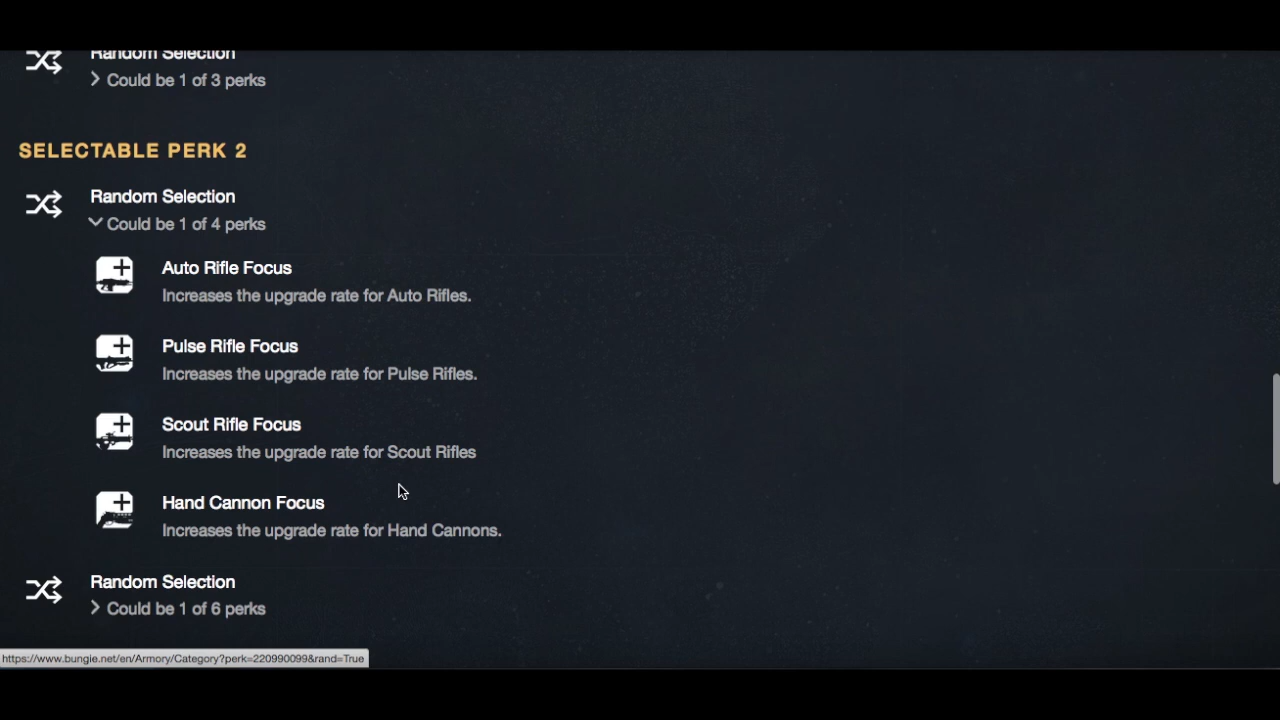 Random Selection
Could be 1 of 3 perks
SELECTABLE PERK 2
Random Selection
Could be 1 of 4 perks
Auto Rifle Focus
Increases the upgrade rate for Auto Rifles.
Pulse Rifle Focus
Increases the upgrade rate for Pulse Rifles.
Scout Rifle Focus
Increases the upgrade rate for Scout Rifles
Hand Cannon Focus
Increases the upgrade rate for Hand Cannons.
Random Selection
Could be 1 of 6 perks
https://www.bungie.net/en/Armory/Category?perk=220990099&rand=True